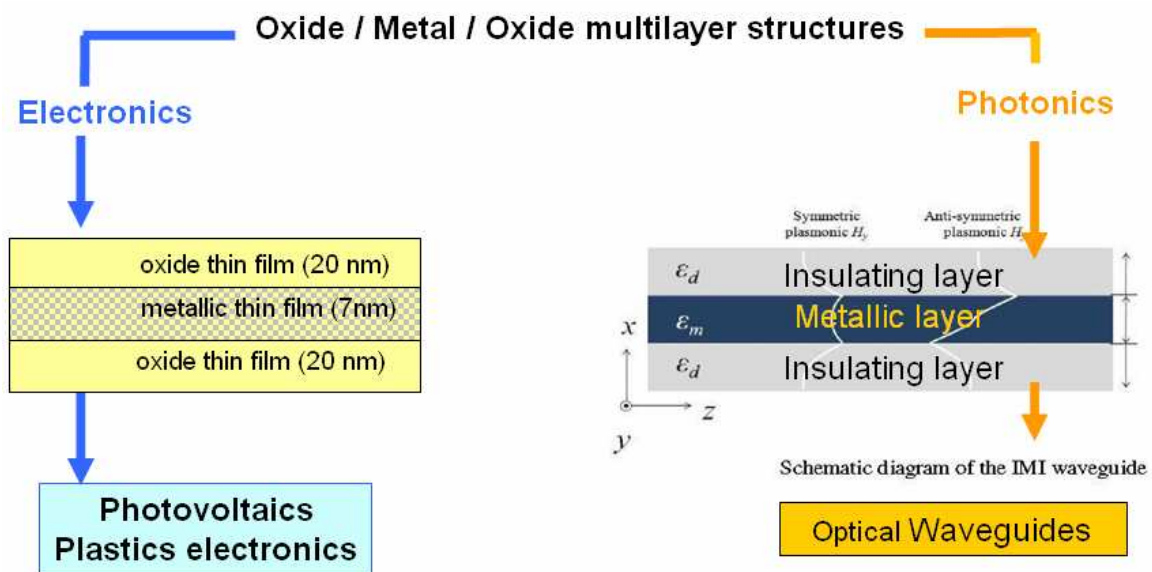 Oxide / Metal / Oxide multilayer structures
Electronics
Photonics
oxide thin film (20 nm)
metallic thin film (7nm)
oxide thin film (20 nm)
Photovoltaics
Plastics electronics
Symmetric
plasmonic Hy
Anti-symmetric
plasmonic Hy
εd
Insulating layer
εm
Metallic layer
εd
Insulating layer
x
z
y
Schematic diagram of the IMI waveguide
Optical Waveguides